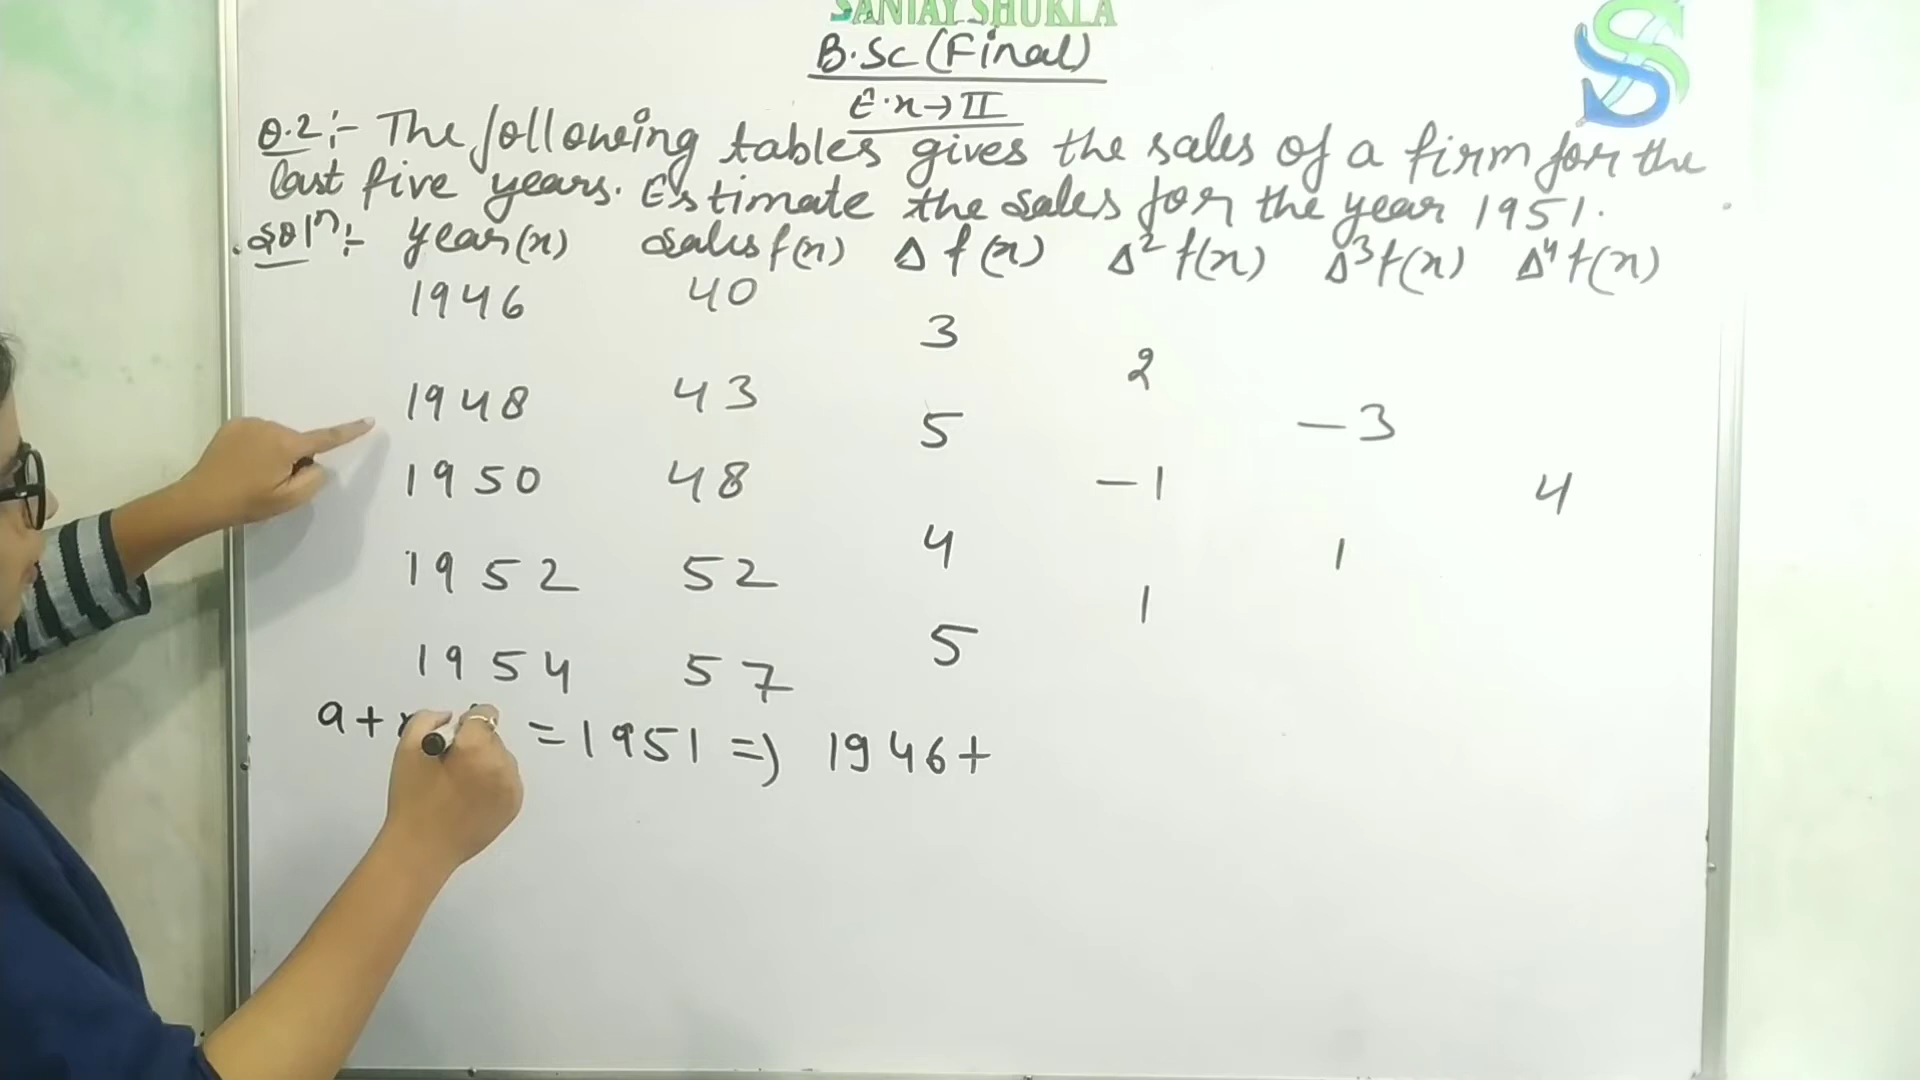 SANJAY SHUKLA
B.Sc (Final)
Ex → II
Q.2:- The following tables gives the sales of a firm for the
last five years. Estimate the sales for the year 1951.
Solⁿ:- year(x) sales f(x) Δ f(x) Δ² f(x) Δ³ f(x) Δ⁴ f(x)
1946 40
3
2
1948 43
5 -3
1950 48 -1 4
4 1
1952 52
1
5
1954 57
a+ = 1951 => 1946+